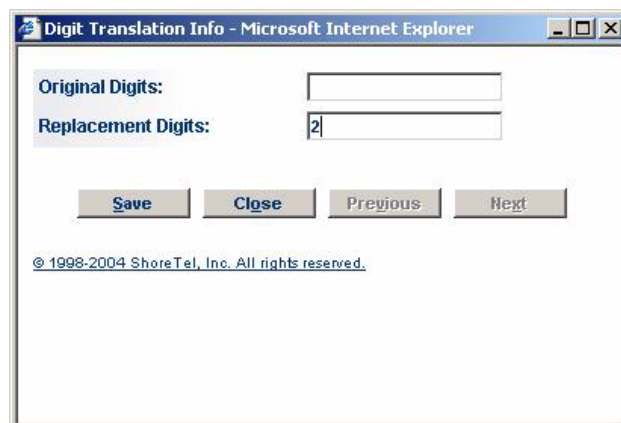 Digit Translation Info - Microsoft Internet Explorer
Original Digits:
Replacement Digits: 2
Save Close Previous Next
© 1998-2004 ShoreTel, Inc. All rights reserved.